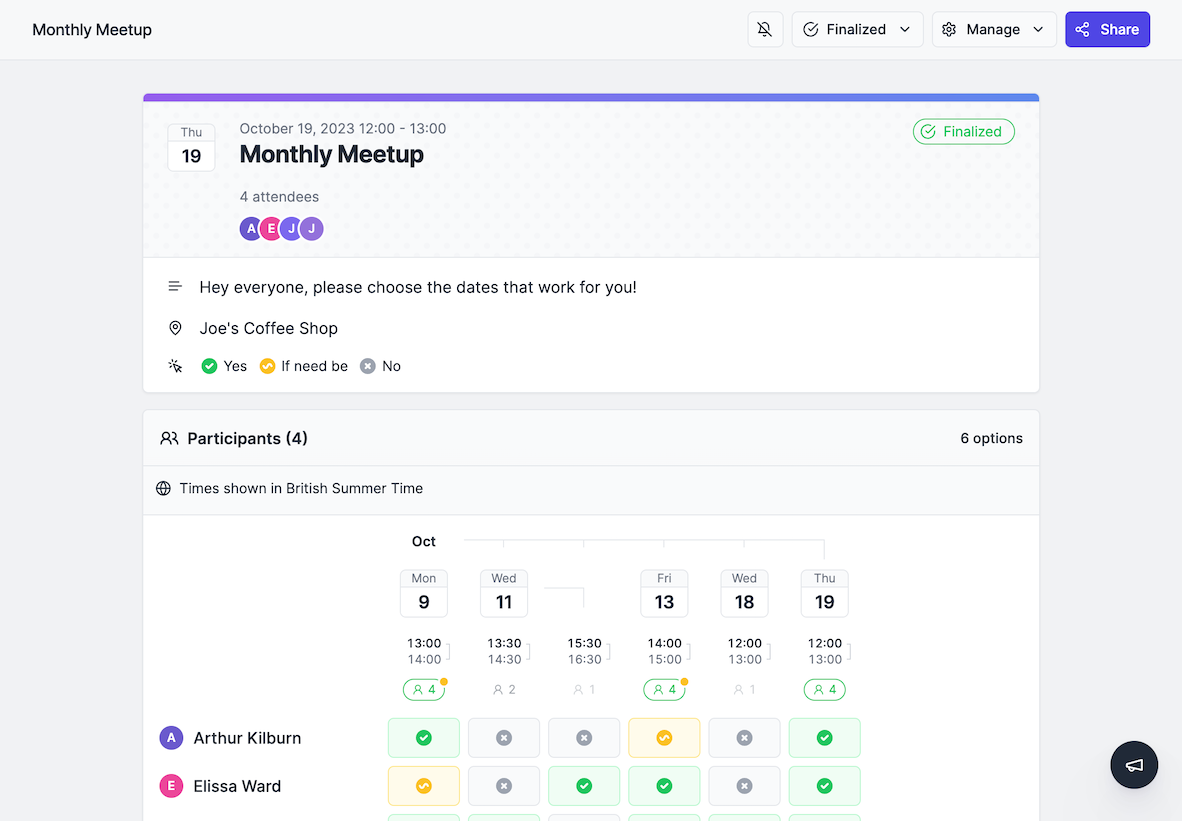 Monthly Meetup
Finalized
Manage
Share
Thu
19
October 19, 2023 12:00 - 13:00
Monthly Meetup
Finalized
4 attendees
A E J J
Hey everyone, please choose the dates that work for you!
Joe's Coffee Shop
Yes If need be No
Participants (4)
6 options
Times shown in British Summer Time
Oct
Mon Wed Fri Wed Thu
9 11 13 18 19
13:00 13:30 15:30 14:00 12:00 12:00
14:00 14:30 16:30 15:00 13:00 13:00
4 2 1 4 1 4
A Arthur Kilburn
E Elissa Ward